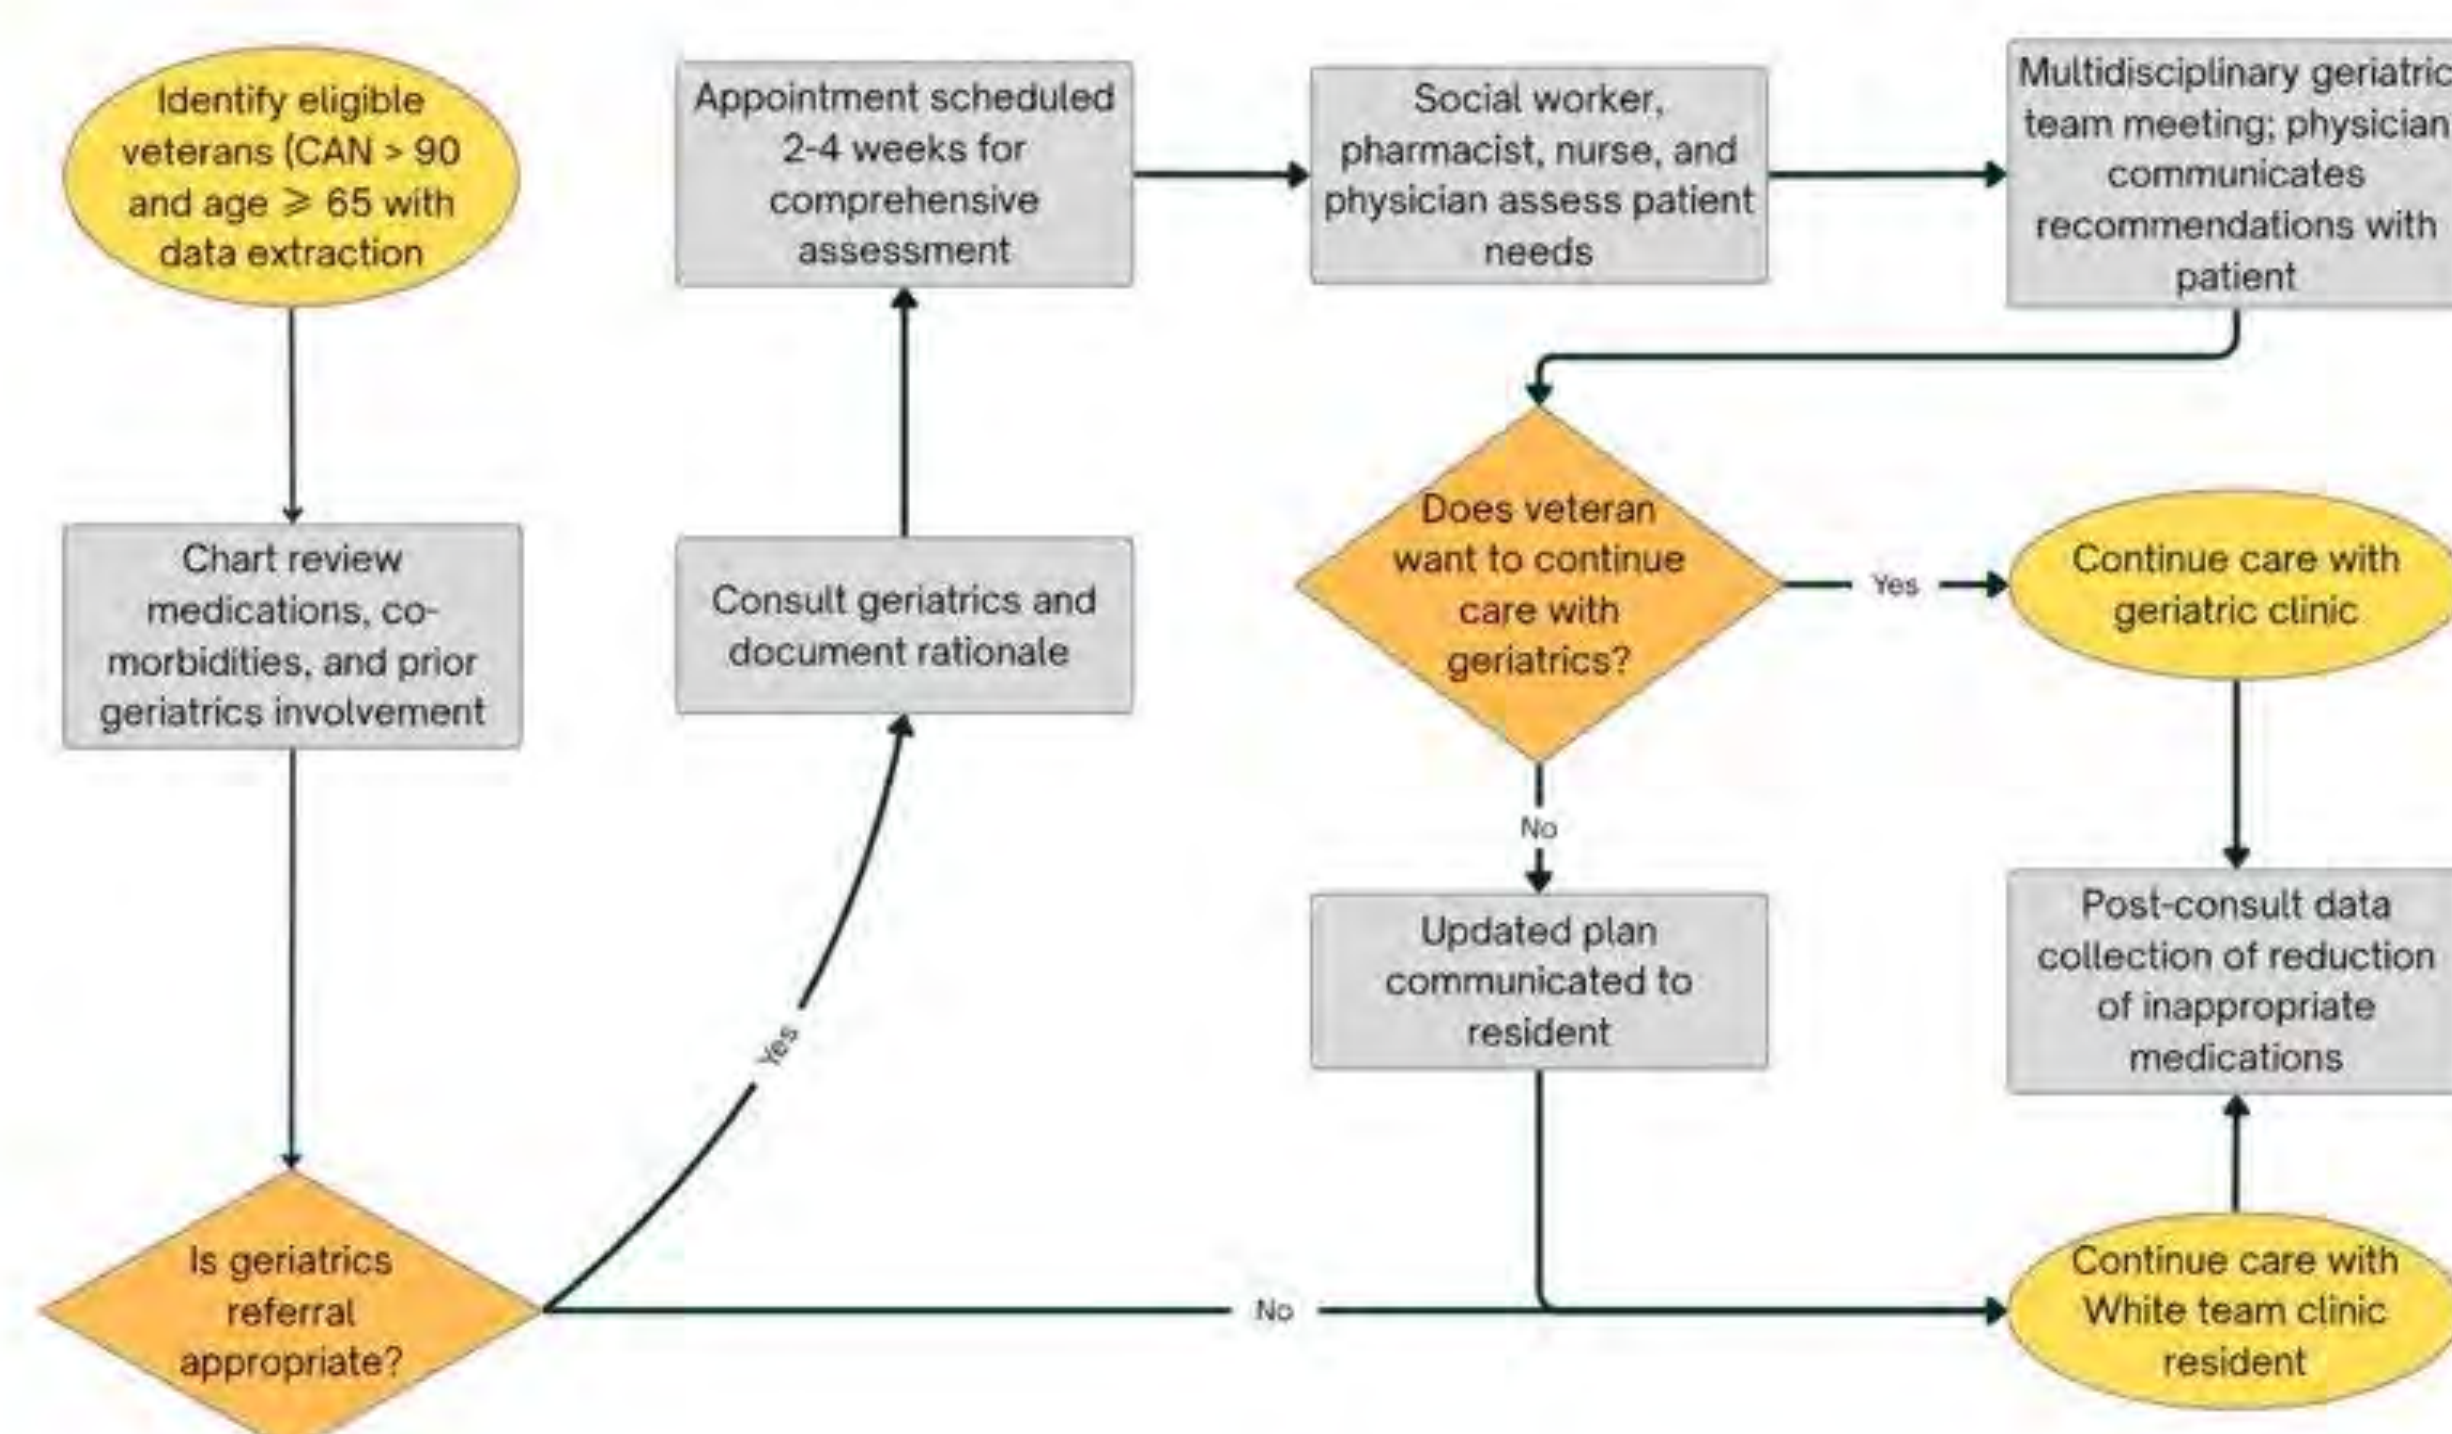 Identify eligible
veterans (CAN > 90
and age ⩾ 65 with
data extraction
Chart review
medications, co-
morbidities, and prior
geriatrics involvement
Is geriatrics
referral
appropriate?
Yes
No
Consult geriatrics and
document rationale
Appointment scheduled
2-4 weeks for
comprehensive
assessment
Social worker,
pharmacist, nurse, and
physician assess patient
needs
Multidisciplinary geriatric
team meeting; physician
communicates
recommendations with
patient
Does veteran
want to continue
care with
geriatrics?
Yes
No
Continue care with
geriatric clinic
Updated plan
communicated to
resident
Post-consult data
collection of reduction
of inappropriate
medications
Continue care with
White team clinic
resident